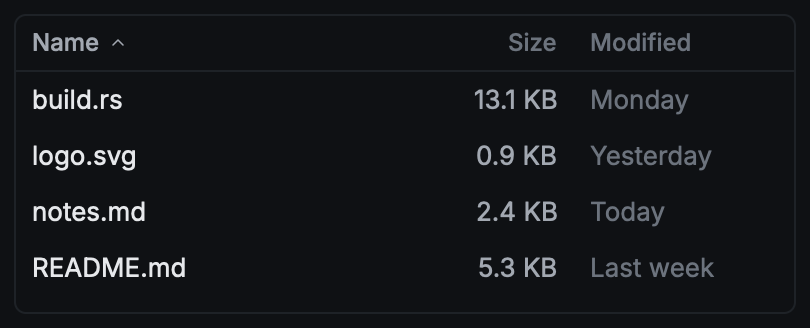 Name Size Modified
build.rs 13.1 KB Monday
logo.svg 0.9 KB Yesterday
notes.md 2.4 KB Today
README.md 5.3 KB Last week